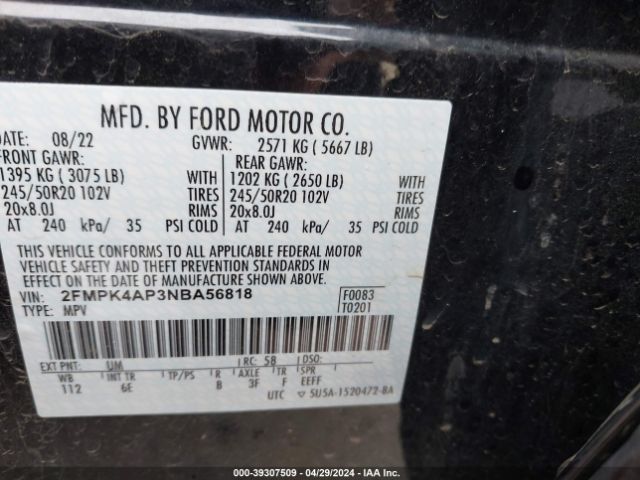 MFD. BY FORD MOTOR CO.
DATE: 08/22 GVWR: 2571 KG ( 5667 LB)
FRONT GAWR: REAR GAWR:
1395 KG ( 3075 LB) WITH 1202 KG ( 2650 LB) WITH
245/50R20 102V TIRES 245/50R20 102V TIRES
20x8.0J RIMS 20x8.0J RIMS
AT 240 kPa/ 35 PSI COLD AT 240 kPa/ 35 PSI COLD
THIS VEHICLE CONFORMS TO ALL APPLICABLE FEDERAL MOTOR
VEHICLE SAFETY AND THEFT PREVENTION STANDARDS IN
EFFECT ON THE DATE OF MANUFACTURE SHOWN ABOVE.
VIN: 2FMPK4AP3NBA56818 F0083
TYPE: MPV T0201
EXT PNT: UM RC: 58 DSO:
WB INT TR TP/PS R AXLE TR SPR
112 6E B 3F F EEFF
UTC ▽ 5U5A-1520472-BA
000-39307509 - 04/29/2024 - IAA Inc.